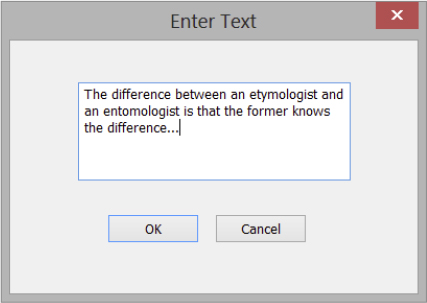 Enter Text
The difference between an etymologist and
an entomologist is that the former knows
the difference...
OK
Cancel